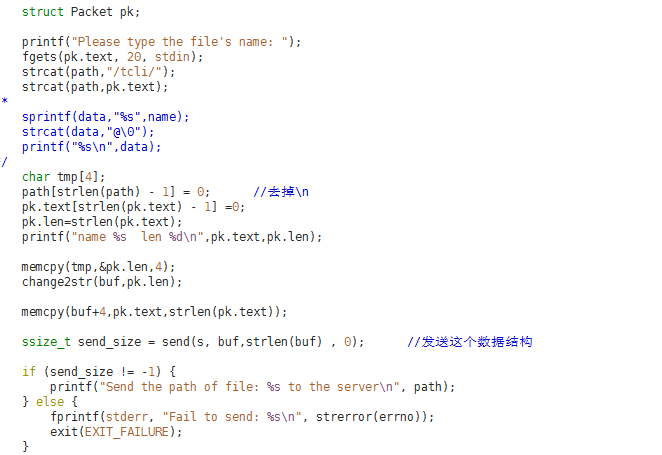 struct Packet pk;
printf("Please type the file's name: ");
fgets(pk.text, 20, stdin);
strcat(path,"/tcli/");
strcat(path,pk.text);
*
sprintf(data,"%s",name);
strcat(data,"@\0");
printf("%s\n",data);
/
char tmp[4];
path[strlen(path) - 1] = 0;      //去掉\n
pk.text[strlen(pk.text) - 1] =0;
pk.len=strlen(pk.text);
printf("name %s  len %d\n",pk.text,pk.len);
memcpy(tmp,&pk.len,4);
change2str(buf,pk.len);
memcpy(buf+4,pk.text,strlen(pk.text));
ssize_t send_size = send(s, buf,strlen(buf) , 0);      //发送这个数据结构
if (send_size != -1) {
    printf("Send the path of file: %s to the server\n", path);
} else {
    fprintf(stderr, "Fail to send: %s\n", strerror(errno));
    exit(EXIT_FAILURE);
}